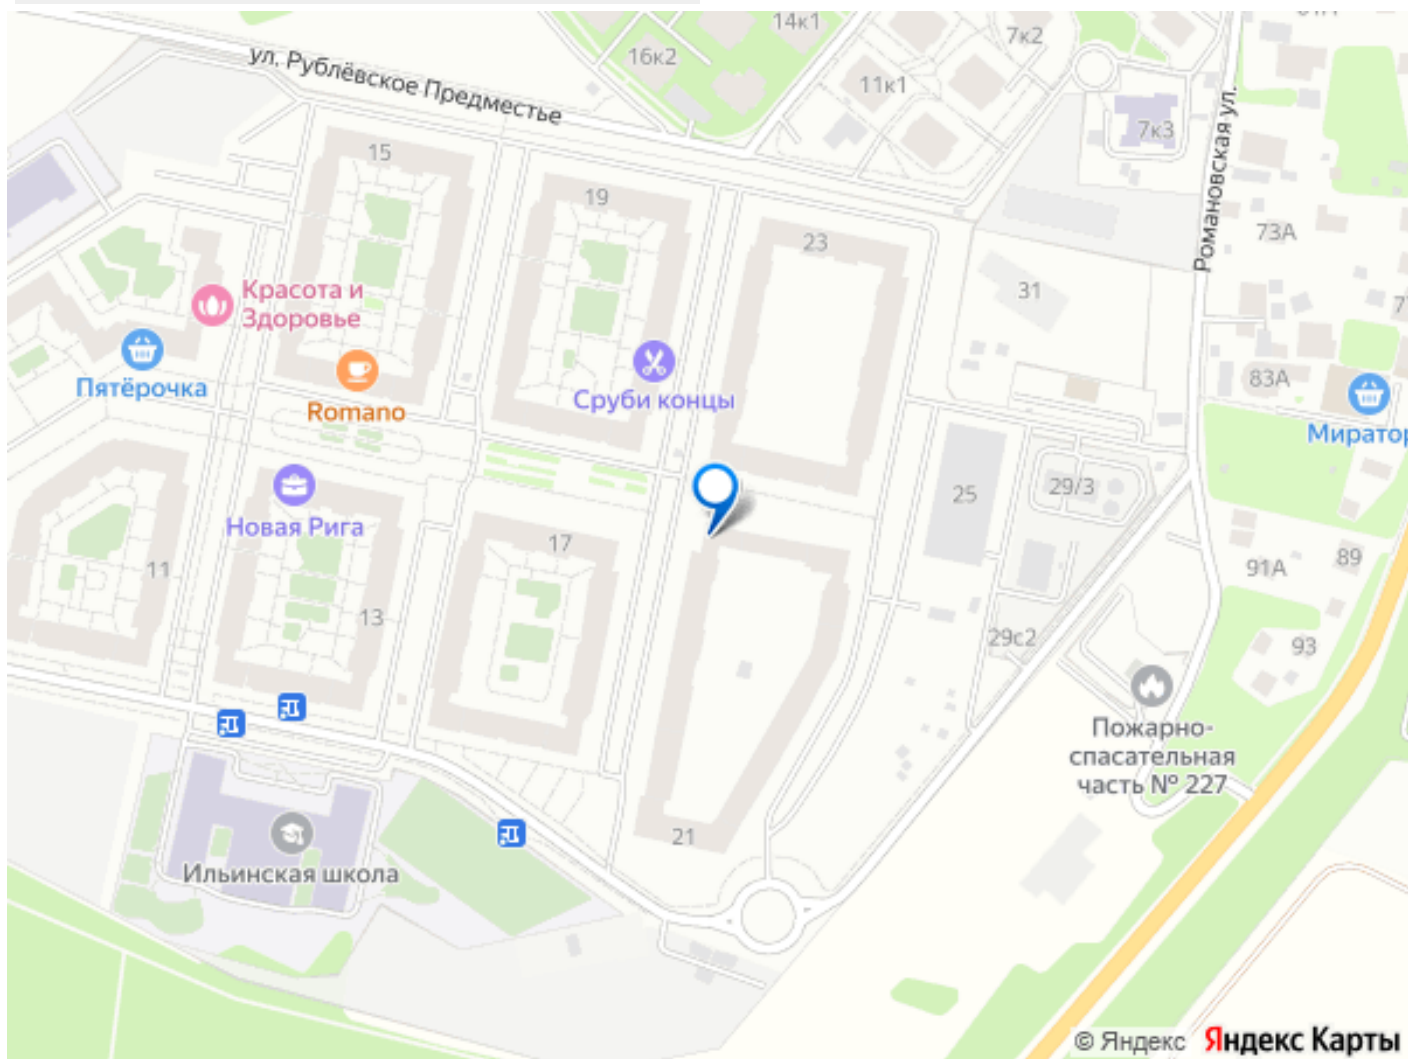 14к1
7к2
16к2
11к1
ул. Рублёвское Предместье
7к3
Романовская ул.
15
19
23
73А
31
Красота и
Здоровье
Пятёрочка
Romano
Сруби концы
83А
Миратор
25
29/3
Новая Рига
17
11
13
91А
89
29с2
93
Пожарно-
спасательная
часть № 227
21
Ильинская школа
© Яндекс Яндекс Карты